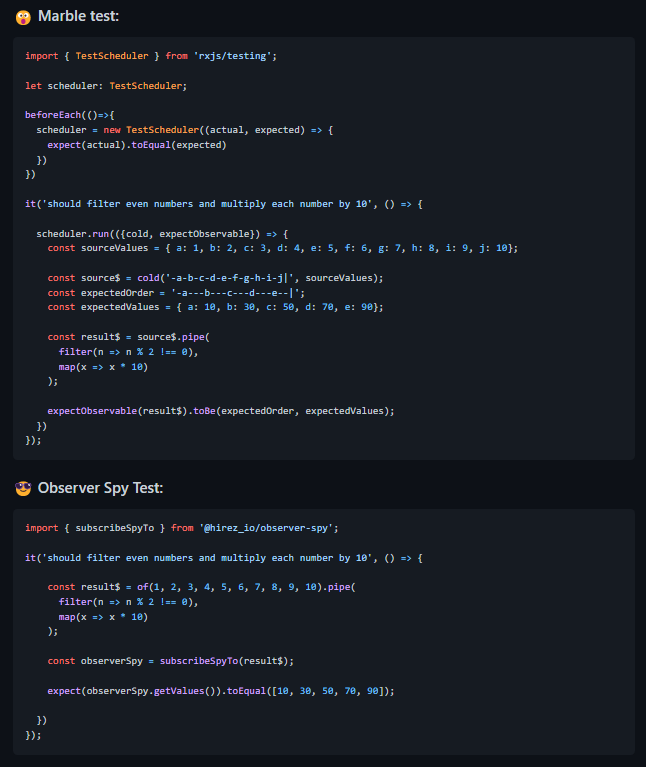 😲 Marble test:
import { TestScheduler } from 'rxjs/testing';
let scheduler: TestScheduler;
beforeEach(()=>{
  scheduler = new TestScheduler((actual, expected) => {
    expect(actual).toEqual(expected)
  })
})
it('should filter even numbers and multiply each number by 10', () => {
  scheduler.run(({cold, expectObservable}) => {
    const sourceValues = { a: 1, b: 2, c: 3, d: 4, e: 5, f: 6, g: 7, h: 8, i: 9, j: 10};
    const source$ = cold('-a-b-c-d-e-f-g-h-i-j|', sourceValues);
    const expectedOrder = '-a---b---c---d---e--|';
    const expectedValues = { a: 10, b: 30, c: 50, d: 70, e: 90};
    const result$ = source$.pipe(
      filter(n => n % 2 !== 0),
      map(x => x * 10)
    );
    expectObservable(result$).toBe(expectedOrder, expectedValues);
  })
});
😎 Observer Spy Test:
import { subscribeSpyTo } from '@hirez_io/observer-spy';
it('should filter even numbers and multiply each number by 10', () => {
    const result$ = of(1, 2, 3, 4, 5, 6, 7, 8, 9, 10).pipe(
      filter(n => n % 2 !== 0),
      map(x => x * 10)
    );
    const observerSpy = subscribeSpyTo(result$);
    expect(observerSpy.getValues()).toEqual([10, 30, 50, 70, 90]);
  })
});